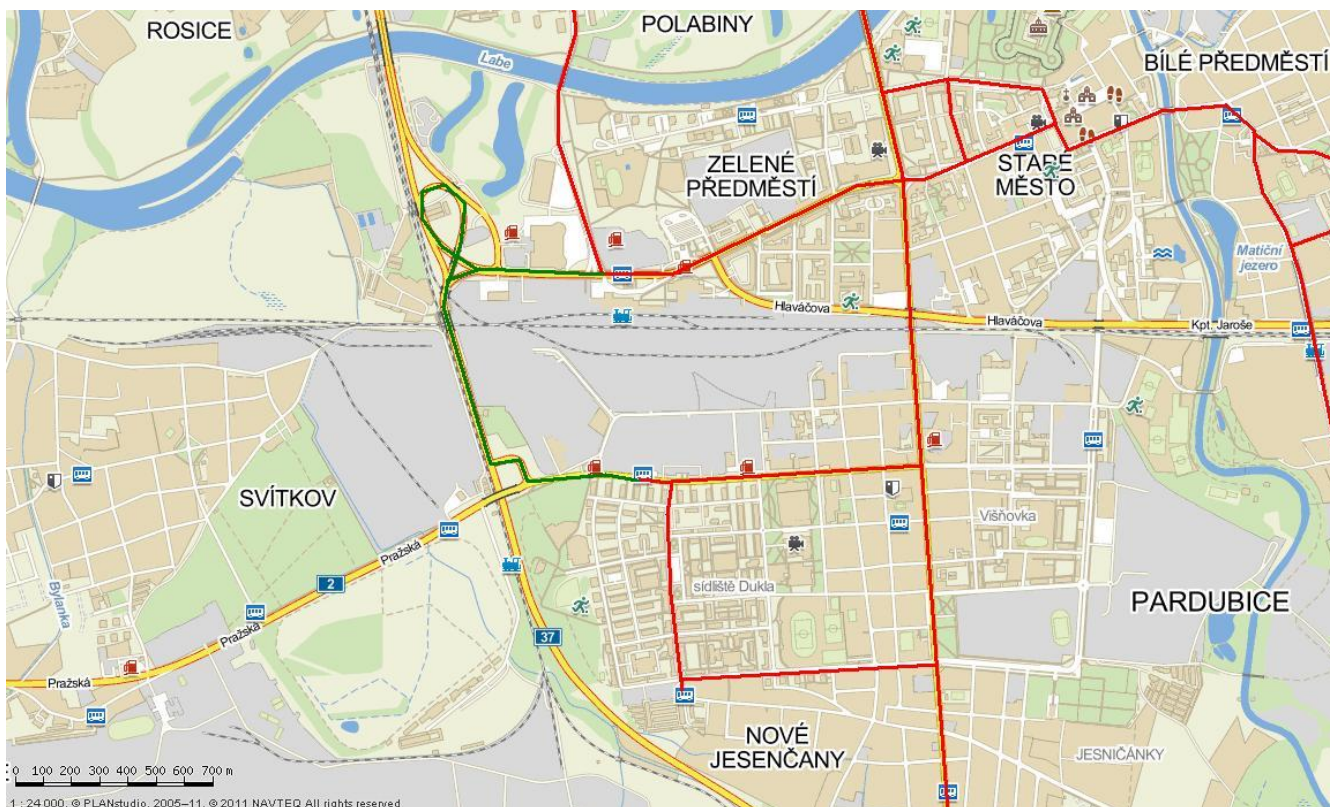 ROSICE
POLABINY
BÍLÉ PŘEDMĚSTÍ
Labe
ZELENÉ
PŘEDMĚSTÍ
STARÉ
MĚSTO
Matiční
jezero
Hlaváčova
Hlaváčova
Kpt. Jaroše
SVÍTKOV
Višňovka
Pražská
2
Bylanka
sídliště Dukla
PARDUBICE
Pražská
37
Pražská
NOVÉ
JESENČANY
JESNIČÁNKY
0 100 200 300 400 500 600 700 m
1 : 24 000, © PLANstudio, 2005–11, © 2011 NAVTEQ All rights reserved